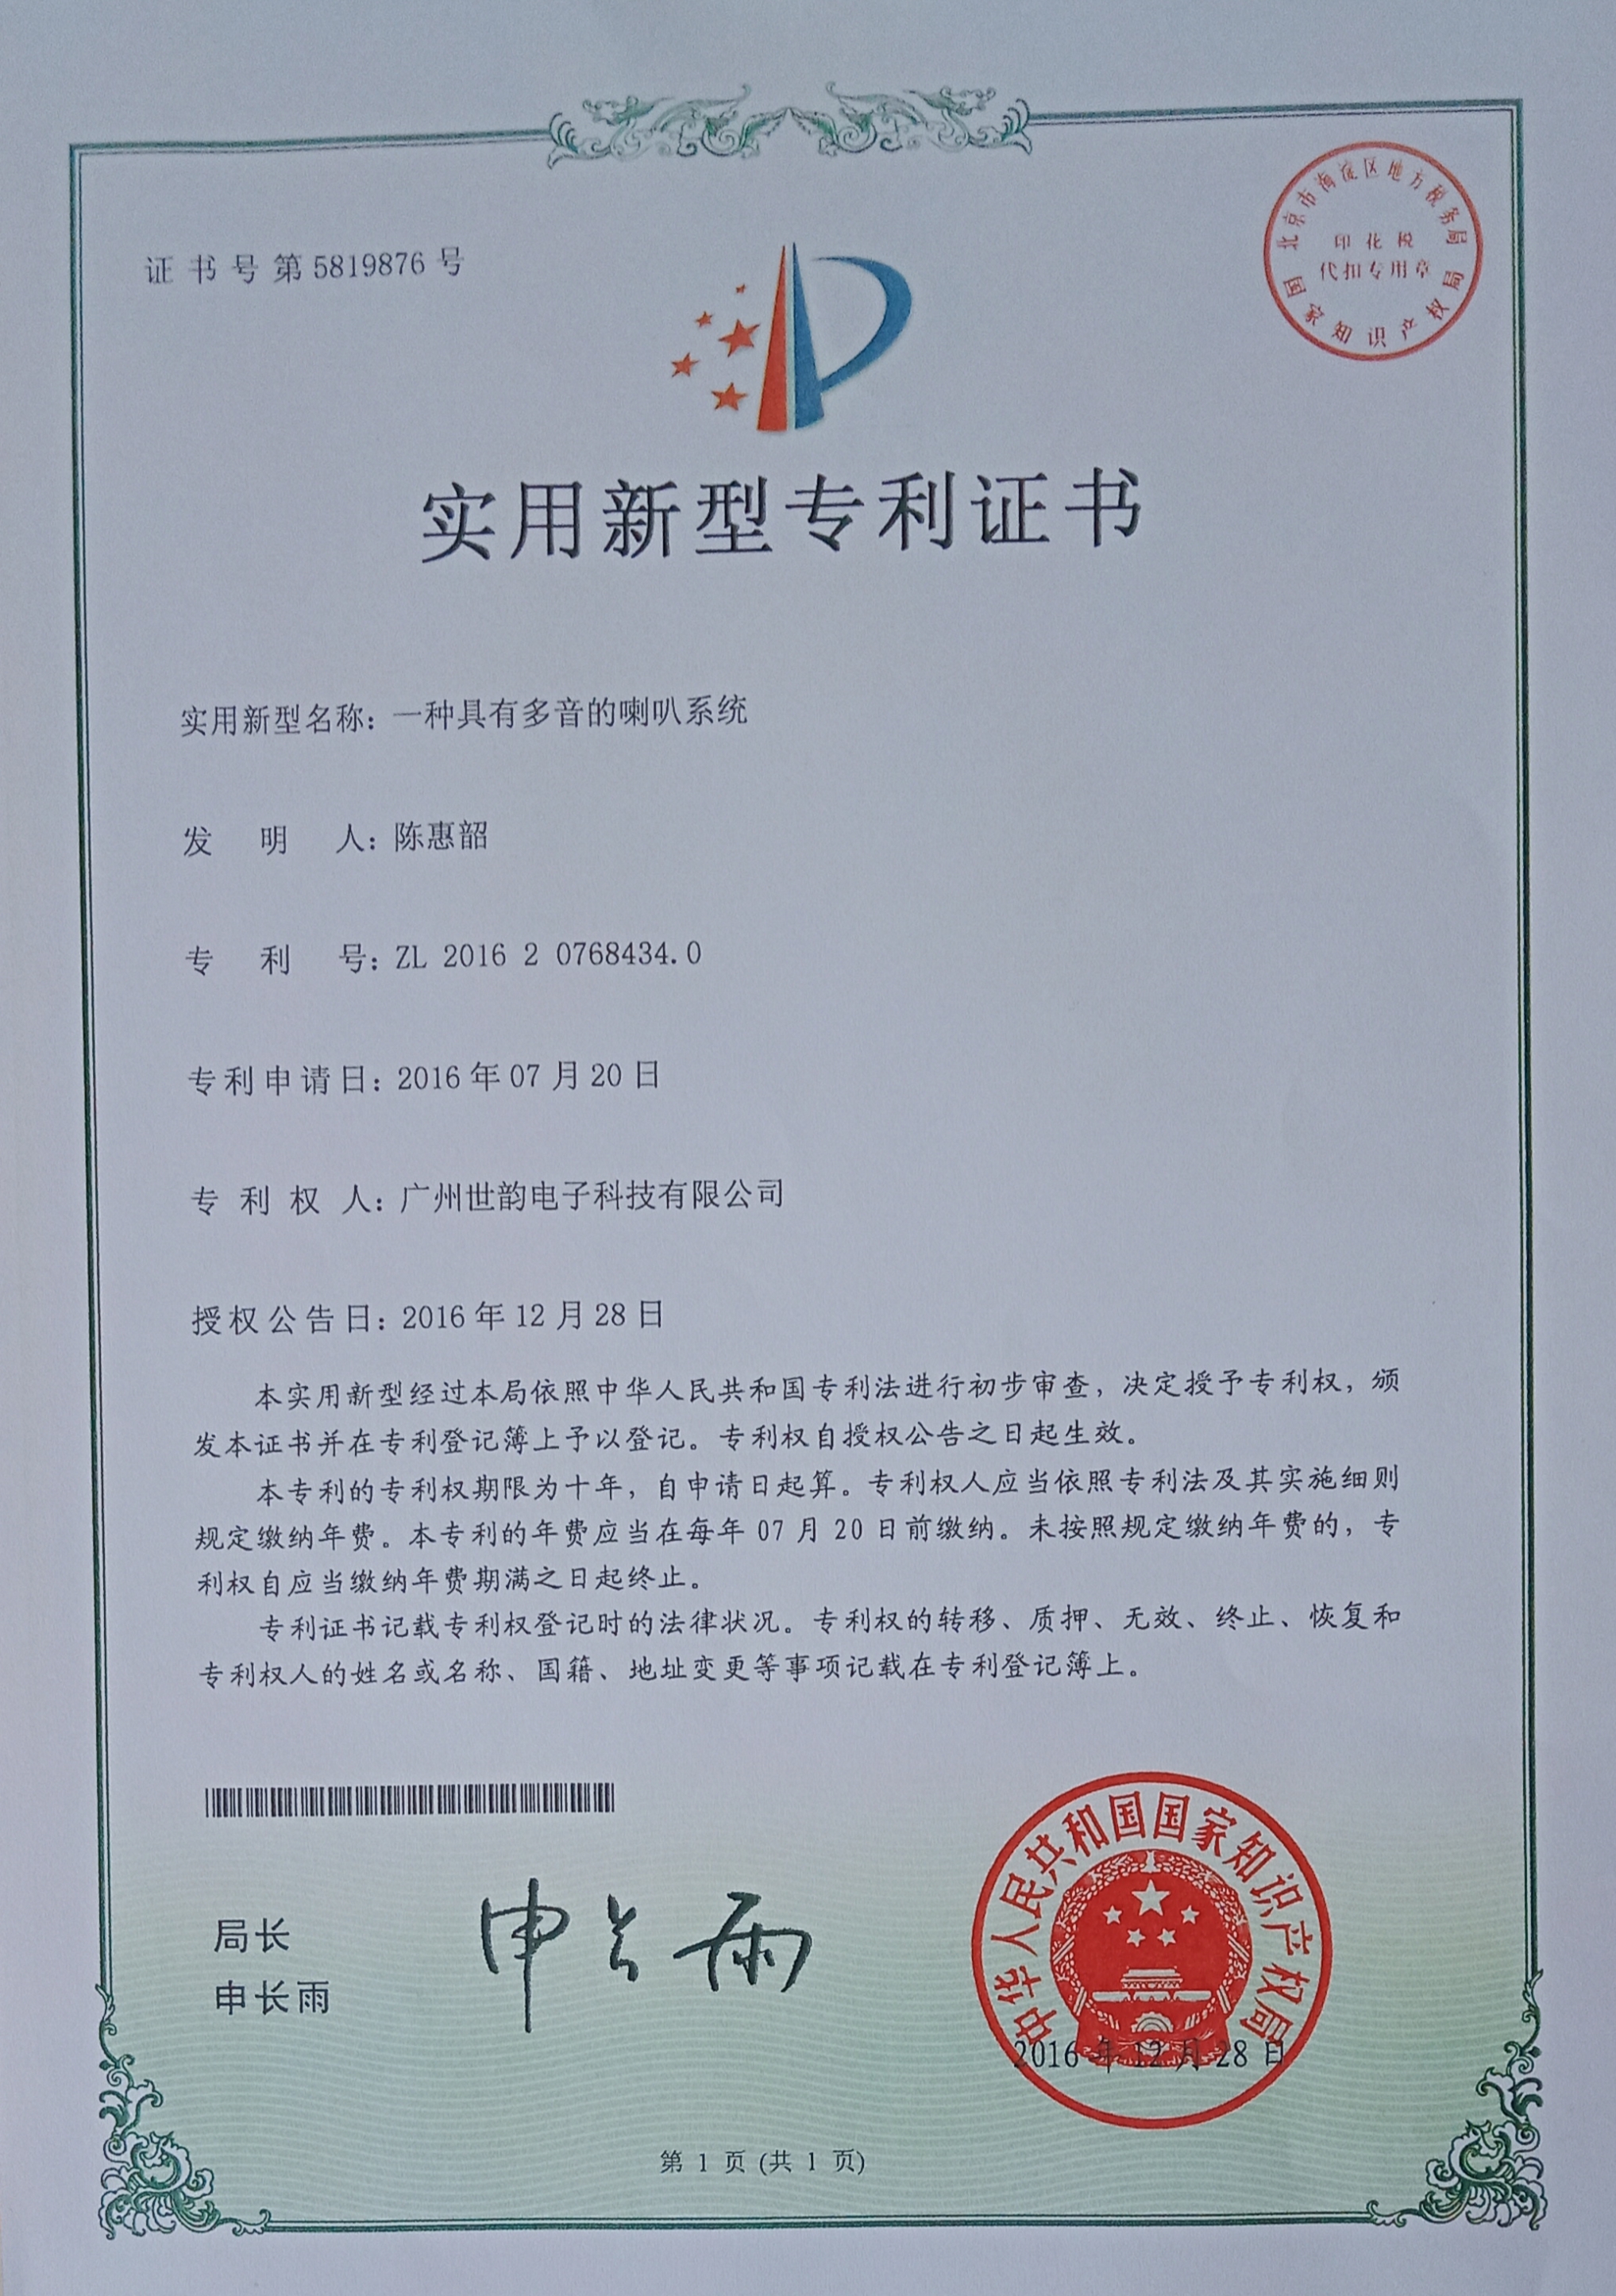 北京市海淀区地方税务局
印花税
代扣专用章
国家知识产权局
证书号第5819876号
实用新型专利证书
实用新型名称：一种具有多音的喇叭系统
发明人：陈惠韶
专利号：ZL 2016 2 0768434.0
专利申请日：2016年07月20日
专利权人：广州世韵电子科技有限公司
授权公告日：2016年12月28日
本实用新型经过本局依照中华人民共和国专利法进行初步审查，决定授予专利权，颁
发本证书并在专利登记簿上予以登记。专利权自授权公告之日起生效。
本专利的专利权期限为十年，自申请日起算。专利权人应当依照专利法及其实施细则
规定缴纳年费。本专利的年费应当在每年07月20日前缴纳。未按照规定缴纳年费的，专
利权自应当缴纳年费期满之日起终止。
专利证书记载专利权登记时的法律状况。专利权的转移、质押、无效、终止、恢复和
专利权人的姓名或名称、国籍、地址变更等事项记载在专利登记簿上。
局长
申长雨
申长雨
中华人民共和国国家知识产权局
2016年12月28日
第 1 页 (共 1 页)